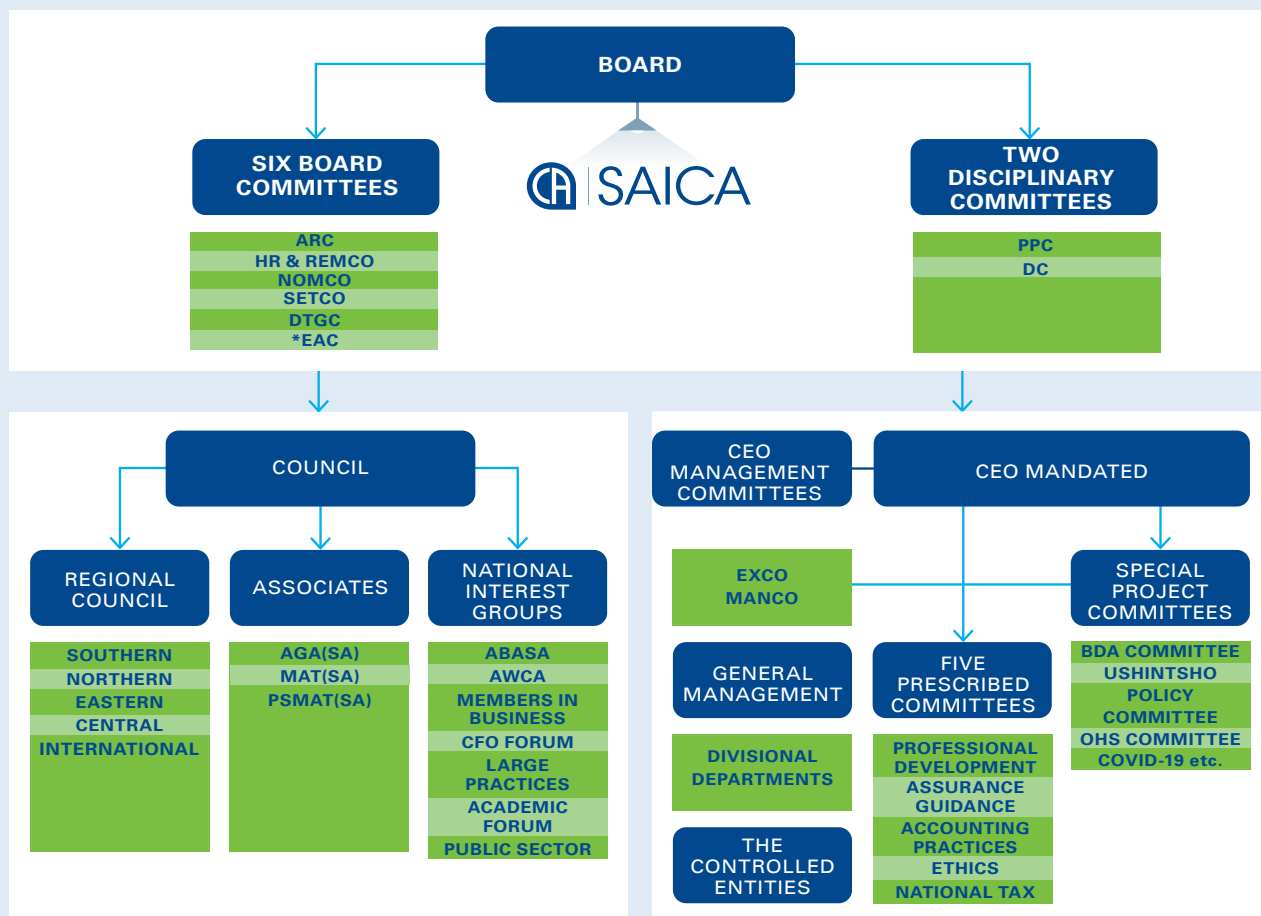 BOARD
SIX BOARD
COMMITTEES
CA | SAICA
TWO
DISCIPLINARY
COMMITTEES
ARC
HR & REMCO
NOMCO
SETCO
DTGC
*EAC
PPC
DC
COUNCIL
REGIONAL
COUNCIL
ASSOCIATES
NATIONAL
INTEREST
GROUPS
SOUTHERN
NORTHERN
EASTERN
CENTRAL
INTERNATIONAL
AGA(SA)
MAT(SA)
PSMAT(SA)
ABASA
AWCA
MEMBERS IN
BUSINESS
CFO FORUM
LARGE
PRACTICES
ACADEMIC
FORUM
PUBLIC SECTOR
CEO
MANAGEMENT
COMMITTEES
CEO MANDATED
EXCO
MANCO
SPECIAL
PROJECT
COMMITTEES
GENERAL
MANAGEMENT
FIVE
PRESCRIBED
COMMITTEES
BDA COMMITTEE
USHINTSHO
POLICY
COMMITTEE
OHS COMMITTEE
COVID-19 etc.
DIVISIONAL
DEPARTMENTS
PROFESSIONAL
DEVELOPMENT
ASSURANCE
GUIDANCE
ACCOUNTING
PRACTICES
ETHICS
NATIONAL TAX
THE
CONTROLLED
ENTITIES